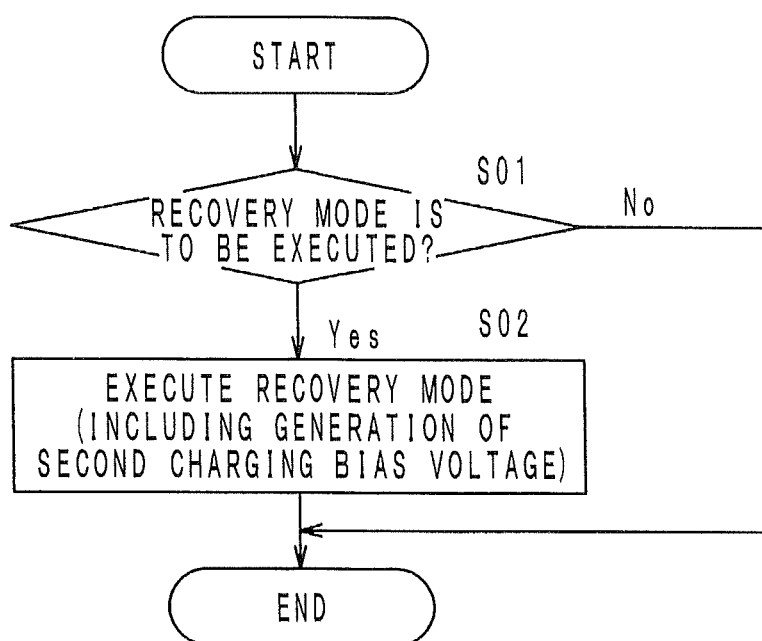 START
S01
RECOVERY MODE IS
TO BE EXECUTED?
No
Yes
S02
EXECUTE RECOVERY MODE
(INCLUDING GENERATION OF
SECOND CHARGING BIAS VOLTAGE)
END